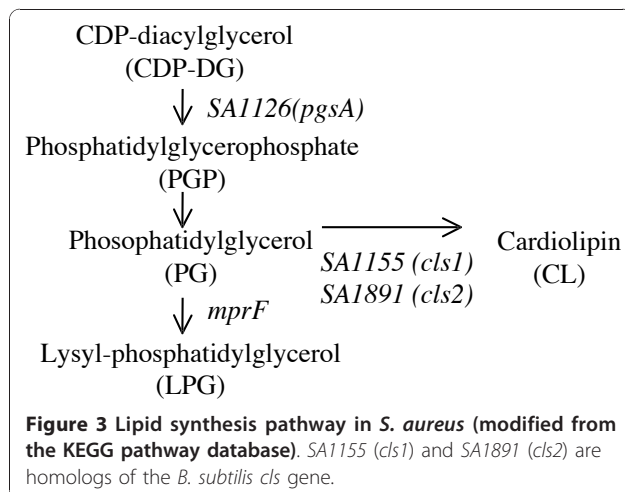 CDP-diacylglycerol
(CDP-DG)
SA1126(pgsA)
Phosphatidylglycerophosphate
(PGP)
Phosophatidylglycerol
(PG)
SA1155 (cls1)
SA1891 (cls2)
Cardiolipin
(CL)
mprF
Lysyl-phosphatidylglycerol
(LPG)
Figure 3 Lipid synthesis pathway in S. aureus (modified from
the KEGG pathway database). SA1155 (cls1) and SA1891 (cls2) are
homologs of the B. subtilis cls gene.